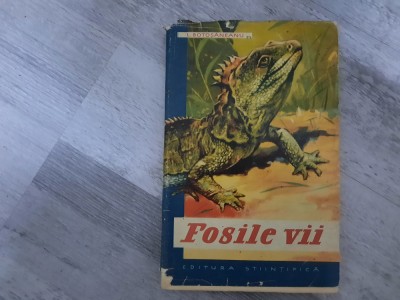 L. BOTOȘĂNEANU
Fosile vii
EDITURA ȘTIINȚIFICĂ